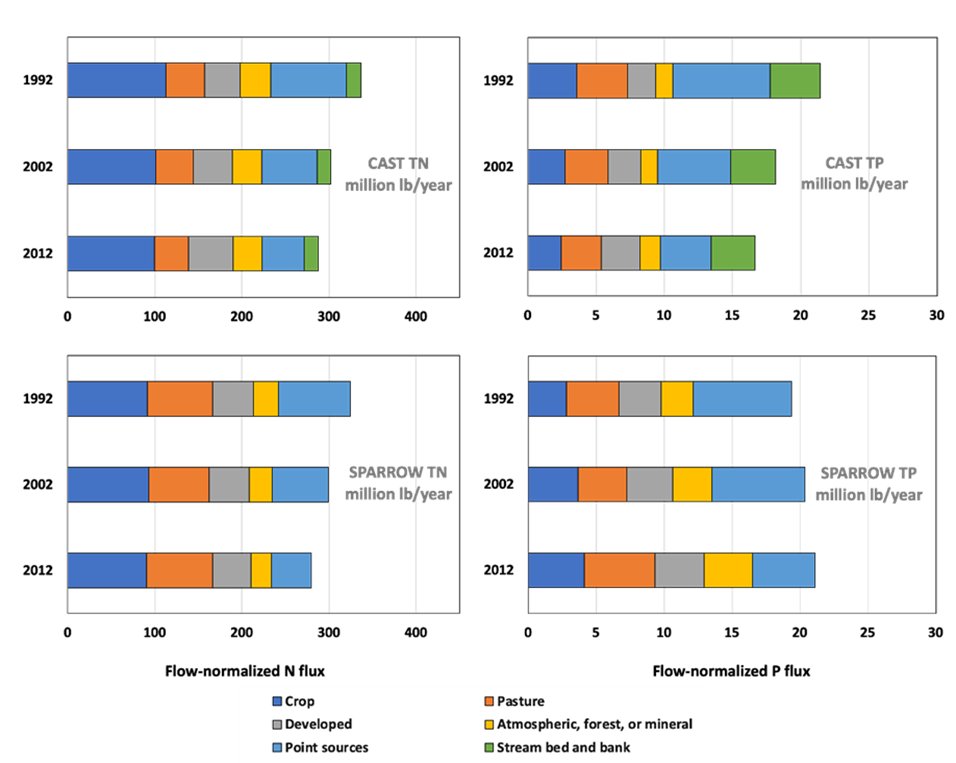 1992
2002
2012
CAST TN
million lb/year
0 100 200 300 400
1992
2002
2012
CAST TP
million lb/year
0 5 10 15 20 25 30
1992
2002
2012
SPARROW TN
million lb/year
0 100 200 300 400
Flow-normalized N flux
1992
2002
2012
SPARROW TP
million lb/year
0 5 10 15 20 25 30
Flow-normalized P flux
Crop Pasture
Developed Atmospheric, forest, or mineral
Point sources Stream bed and bank